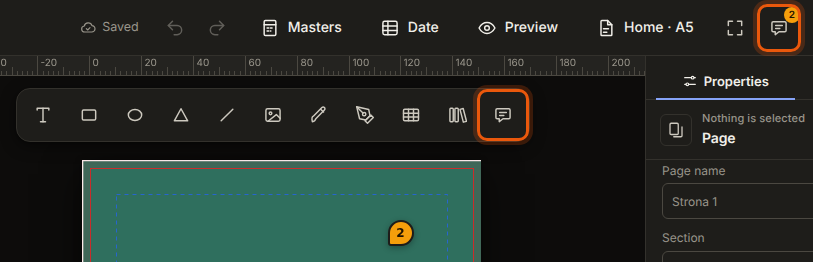 Saved
Masters
Date
Preview
Home · A5
2
0
-20
0
20
40
60
80
100
120
140
160
180
200
Properties
Nothing is selected
Page
Page name
Strona 1
Section
2